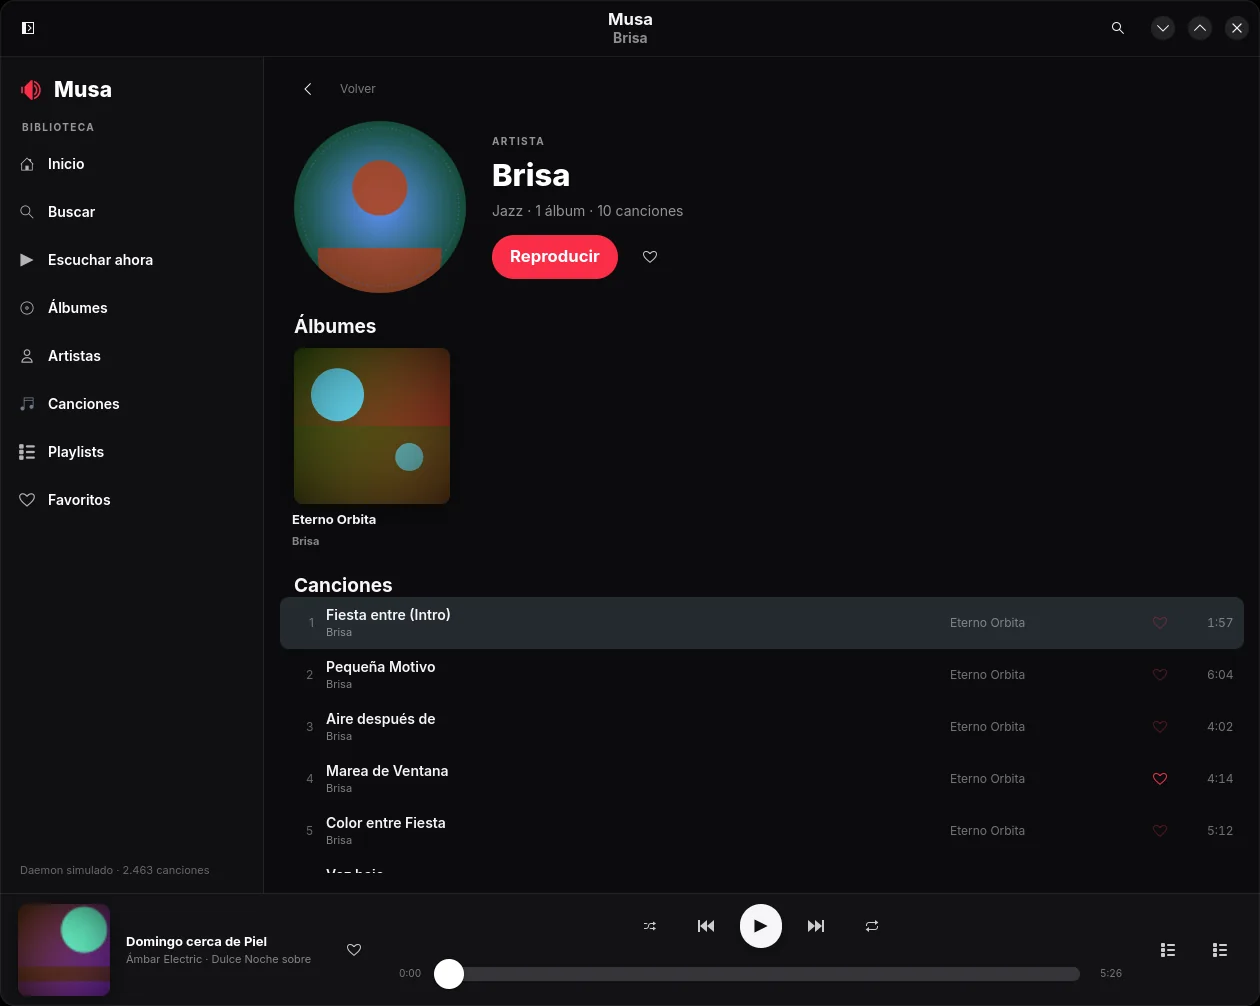 Musa
Brisa
Musa
BIBLIOTECA
Inicio
Buscar
Escuchar ahora
Álbumes
Artistas
Canciones
Playlists
Favoritos
Daemon simulado · 2.463 canciones
Volver
ARTISTA
Brisa
Jazz · 1 álbum · 10 canciones
Reproducir
Álbumes
Eterno Orbita
Brisa
Canciones
1 Fiesta entre (Intro) Eterno Orbita 1:57
Brisa
2 Pequeña Motivo Eterno Orbita 6:04
Brisa
3 Aire después de Eterno Orbita 4:02
Brisa
4 Marea de Ventana Eterno Orbita 4:14
Brisa
5 Color entre Fiesta Eterno Orbita 5:12
Brisa
Domingo cerca de Piel
Ámbar Electric · Dulce Noche sobre
0:00 5:26